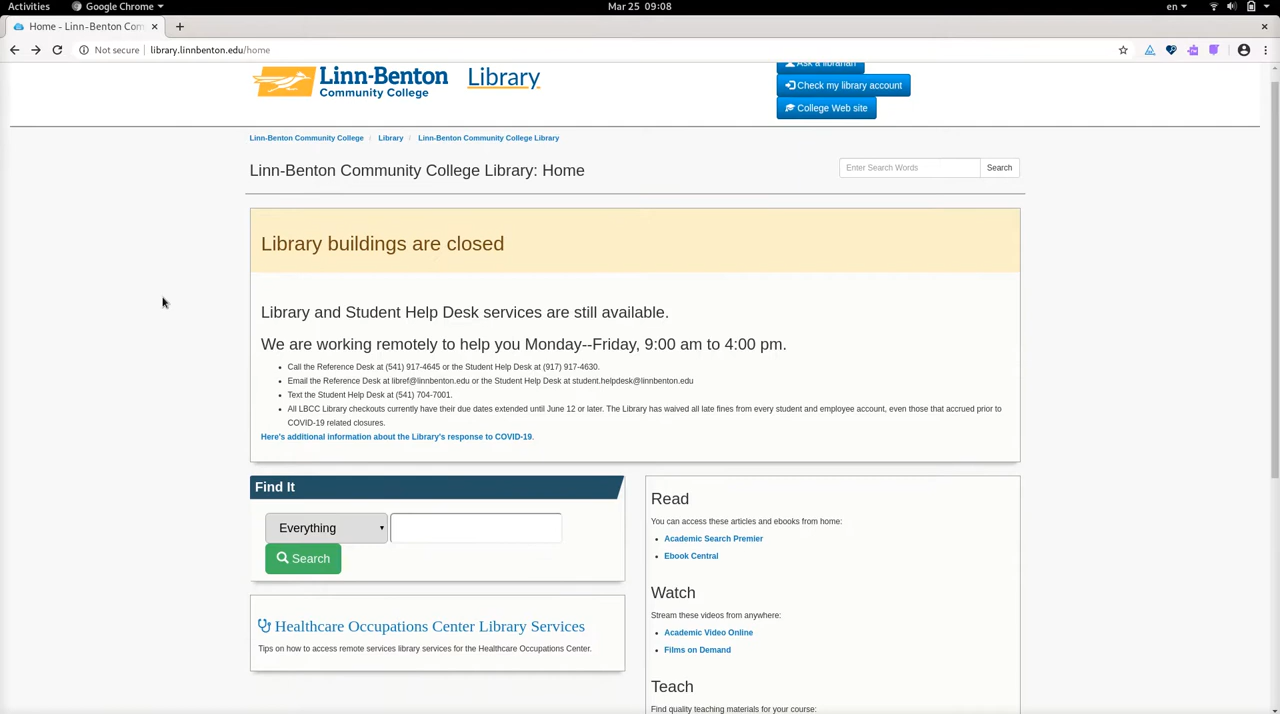 Activities
Google Chrome
Mar 25 09:08
en
Home - Linn-Benton Com
Not secure
library.linnbenton.edu/home
Linn-Benton
Community College
Library
Ask a librarian
Check my library account
College Web site
Linn-Benton Community College / Library / Linn-Benton Community College Library
Linn-Benton Community College Library: Home
Enter Search Words
Search
Library buildings are closed
Library and Student Help Desk services are still available.
We are working remotely to help you Monday--Friday, 9:00 am to 4:00 pm.
Call the Reference Desk at (541) 917-4645 or the Student Help Desk at (917) 917-4630.
Email the Reference Desk at libref@linnbenton.edu or the Student Help Desk at student.helpdesk@linnbenton.edu
Text the Student Help Desk at (541) 704-7001.
All LBCC Library checkouts currently have their due dates extended until June 12 or later. The Library has waived all late fines from every student and employee account, even those that accrued prior to
COVID-19 related closures.
Here's additional information about the Library's response to COVID-19.
Find It
Everything
Search
Healthcare Occupations Center Library Services
Tips on how to access remote services library services for the Healthcare Occupations Center.
Read
You can access these articles and ebooks from home:
Academic Search Premier
Ebook Central
Watch
Stream these videos from anywhere:
Academic Video Online
Films on Demand
Teach
Find quality teaching materials for your course: